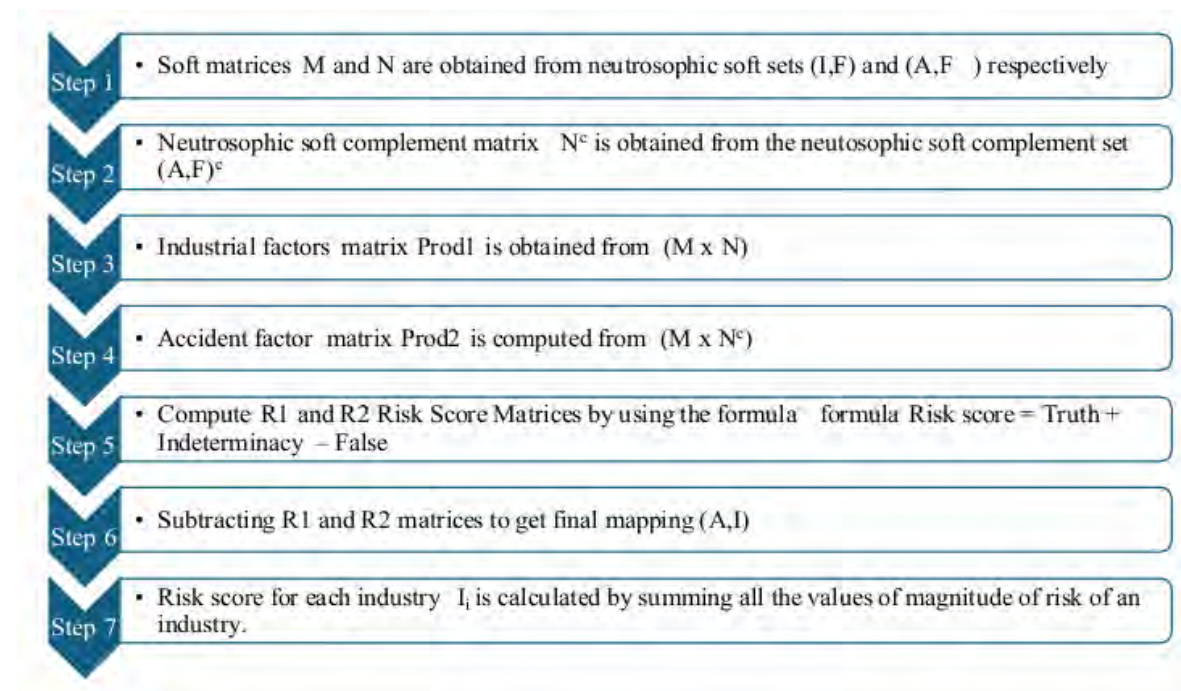 Step 1
• Soft matrices M and N are obtained from neutrosophic soft sets (I,F) and (A,F ) respectively
Step 2
• Neutrosophic soft complement matrix Nᶜ is obtained from the neutosophic soft complement set
(A,F)ᶜ
Step 3
• Industrial factors matrix Prod1 is obtained from (M x N)
Step 4
• Accident factor matrix Prod2 is computed from (M x Nᶜ)
Step 5
• Compute R1 and R2 Risk Score Matrices by using the formula formula Risk score = Truth +
Indeterminacy – False
Step 6
• Subtracting R1 and R2 matrices to get final mapping (A,I)
Step 7
• Risk score for each industry Iᵢ is calculated by summing all the values of magnitude of risk of an
industry.